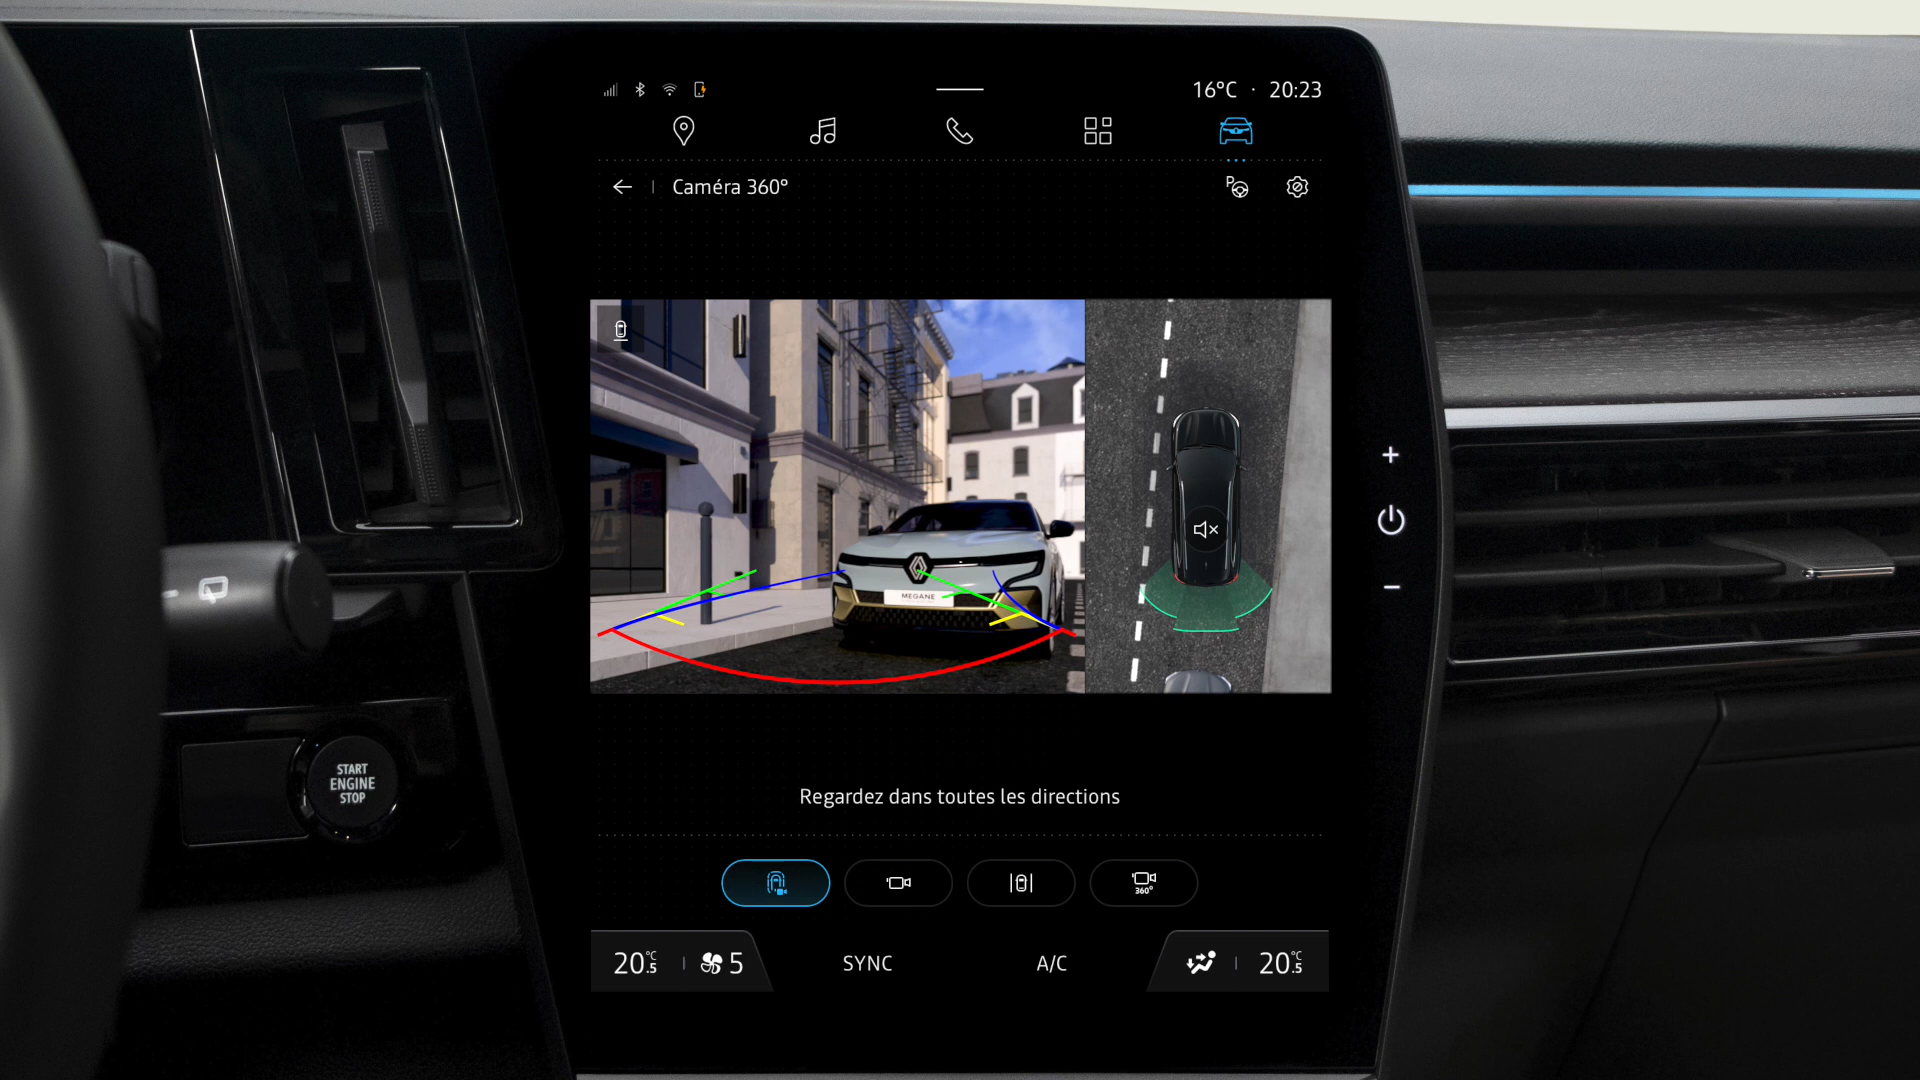 16°C · 20:23
P
Caméra 360°
MEGANE
START
ENGINE
STOP
Regardez dans toutes les directions
360°
20.5°C
5
SYNC
A/C
20.5°C